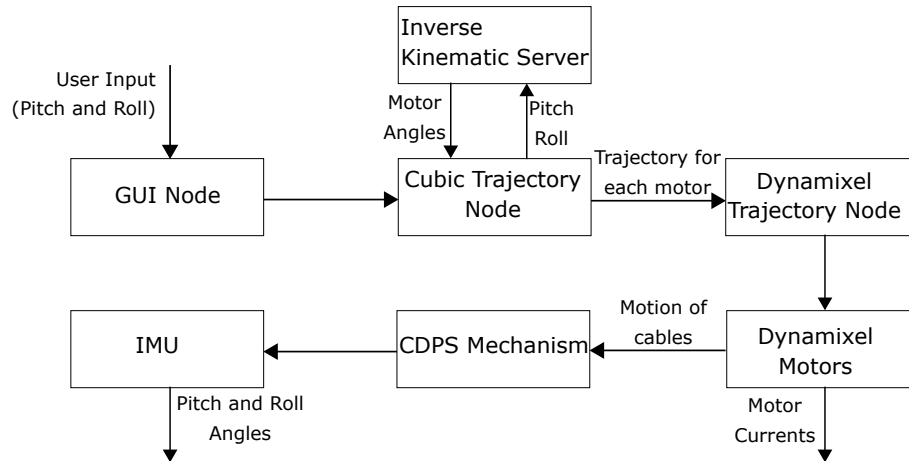 Inverse
Kinematic Server
User Input
(Pitch and Roll)
Motor
Angles
Pitch
Roll
GUI Node
Cubic Trajectory
Node
Trajectory for
each motor
Dynamixel
Trajectory Node
IMU
CDPS Mechanism
Motion of
cables
Dynamixel
Motors
Pitch and Roll
Angles
Motor
Currents